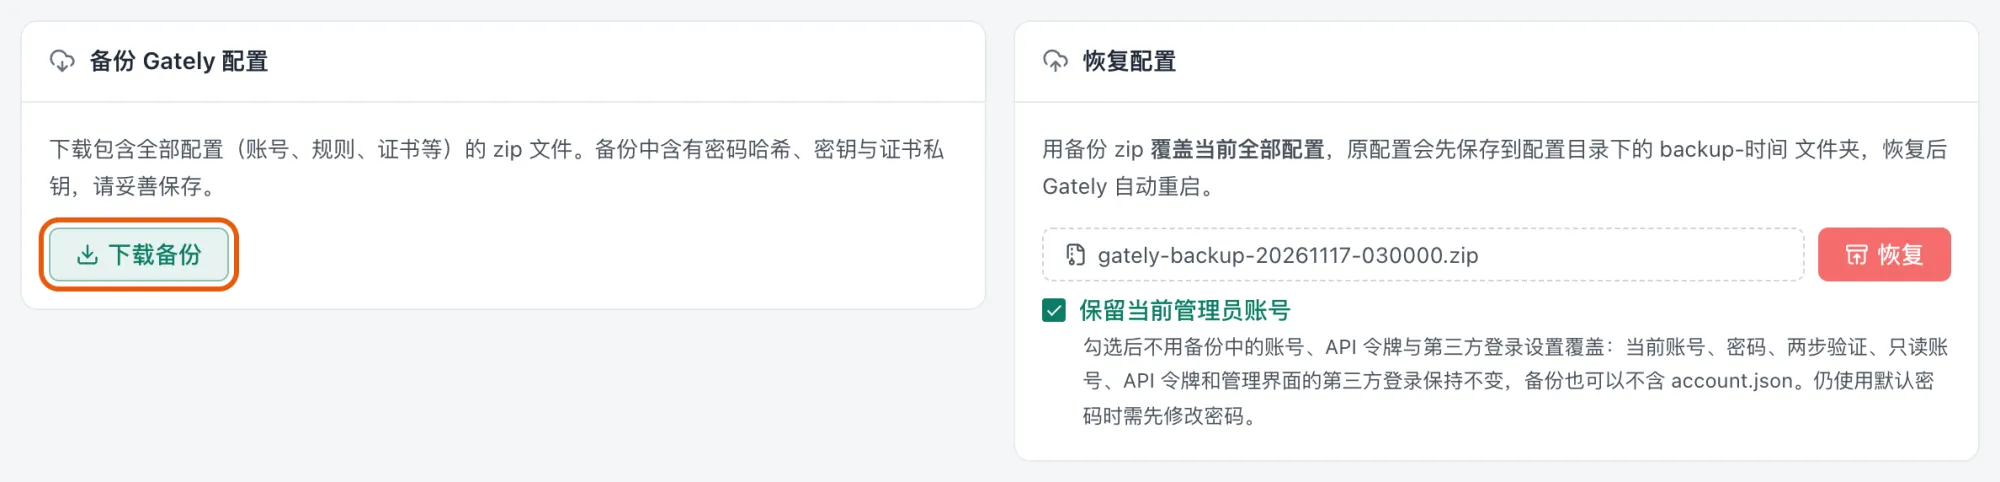 备份 Gately 配置
下载包含全部配置（账号、规则、证书等）的 zip 文件。备份中含有密码哈希、密钥与证书私
钥，请妥善保存。
下载备份
恢复配置
用备份 zip 覆盖当前全部配置，原配置会先保存到配置目录下的 backup-时间 文件夹，恢复后
Gately 自动重启。
gately-backup-20261117-030000.zip
恢复
保留当前管理员账号
勾选后不用备份中的账号、API 令牌与第三方登录设置覆盖：当前账号、密码、两步验证、只读账
号、API 令牌和管理界面的第三方登录保持不变，备份也可以不含 account.json。仍使用默认密
码时需先修改密码。